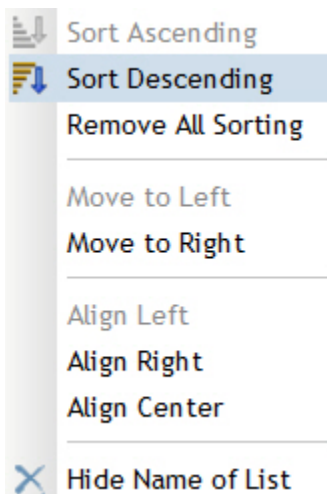 Sort Ascending
Sort Descending
Remove All Sorting
Move to Left
Move to Right
Align Left
Align Right
Align Center
Hide Name of List